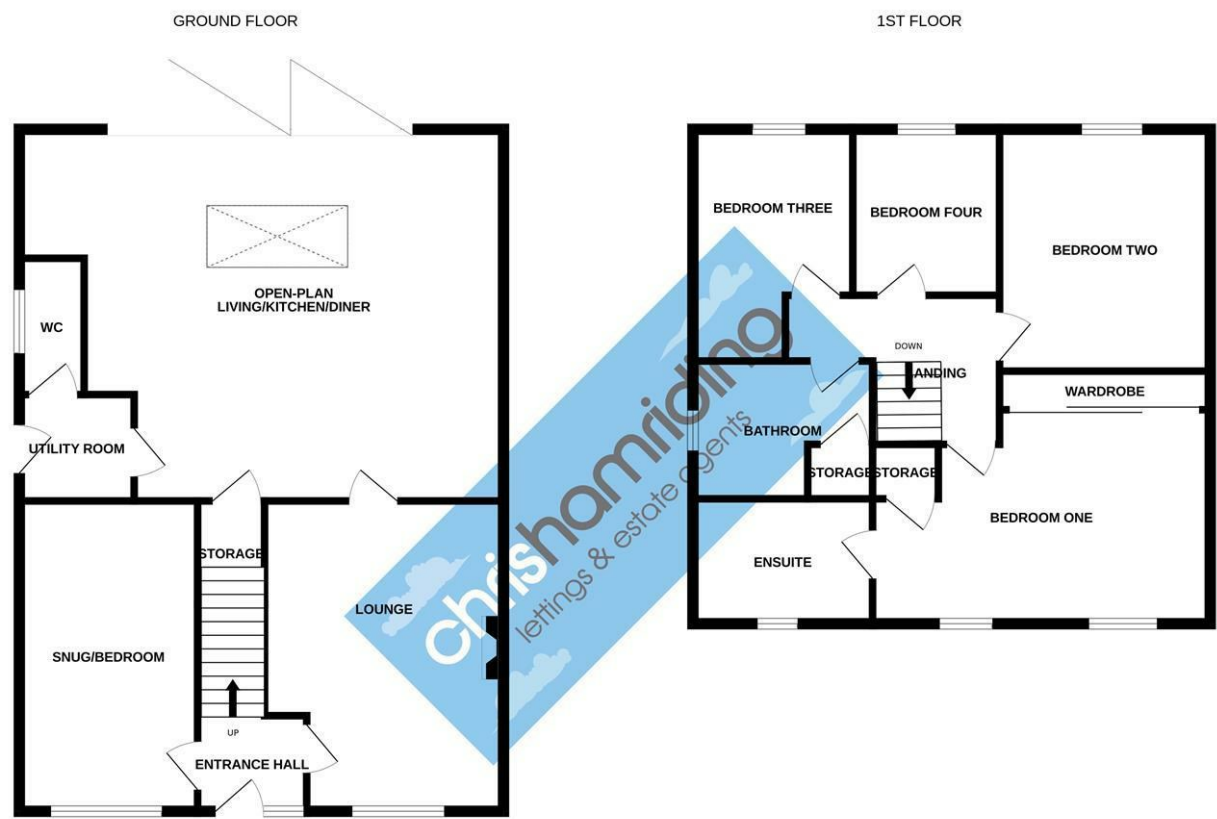 GROUND FLOOR
1ST FLOOR
OPEN-PLAN
LIVING/KITCHEN/DINER
WC
UTILITY ROOM
STORAGE
LOUNGE
SNUG/BEDROOM
UP
ENTRANCE HALL
BEDROOM THREE
BEDROOM FOUR
BEDROOM TWO
DOWN
ANDING
WARDROBE
BATHROOM
STORAGE
STORAGE
BEDROOM ONE
ENSUITE
chrishamriding
lettings & estate agents